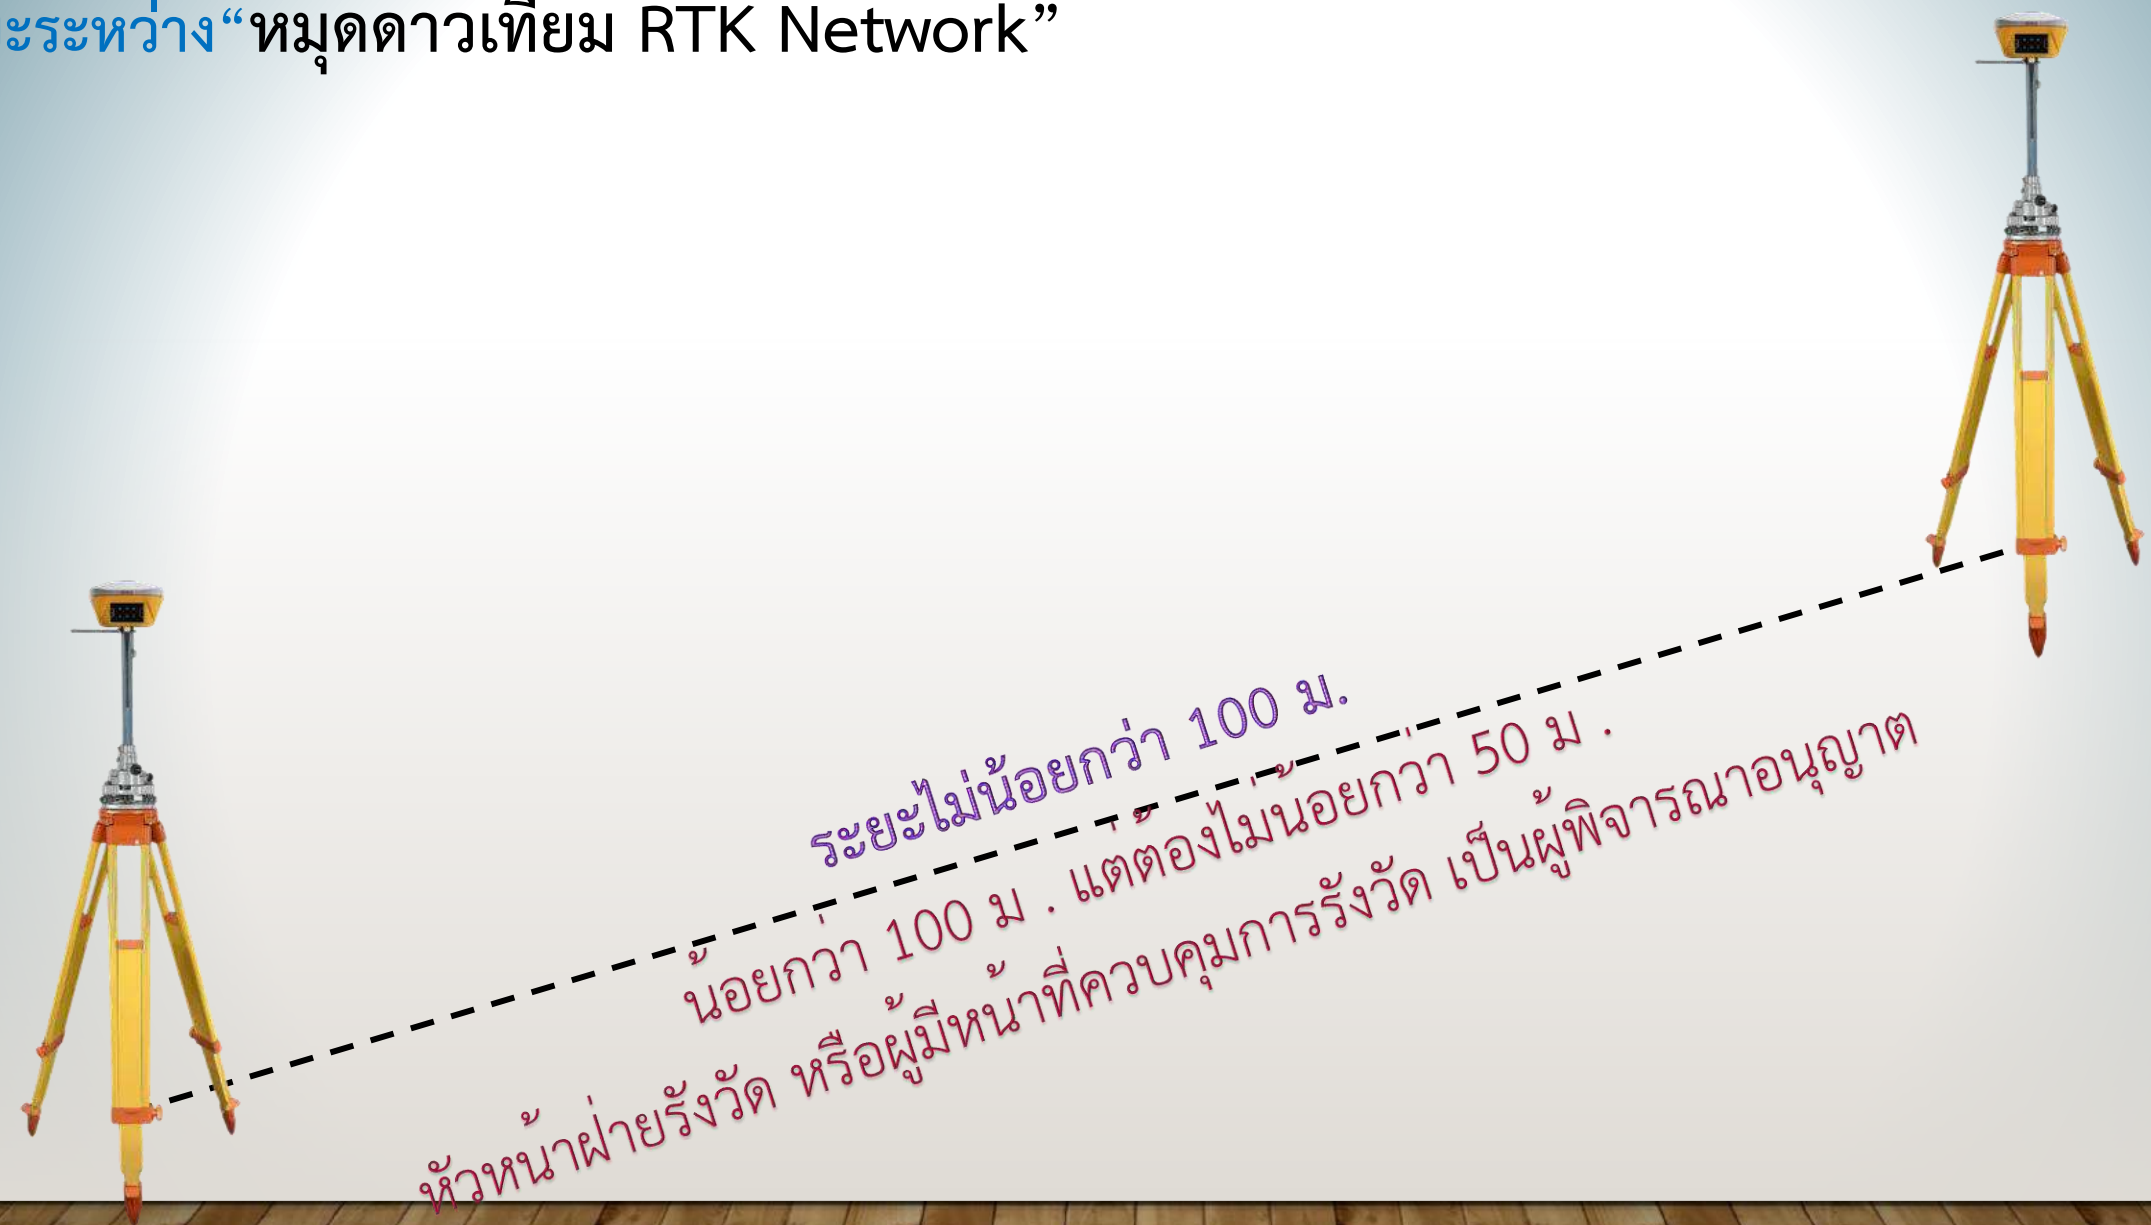 ะระหว่าง“หมุดดาวเทียม RTK Network”
ระยะไม่น้อยกว่า 100 ม.
น้อยกว่า 100 ม . แต่ต้องไม่น้อยกว่า 50 ม .
หัวหน้าฝ่ายรังวัด หรือผู้มีหน้าที่ควบคุมการรังวัด เป็นผู้พิจารณาอนุญาต